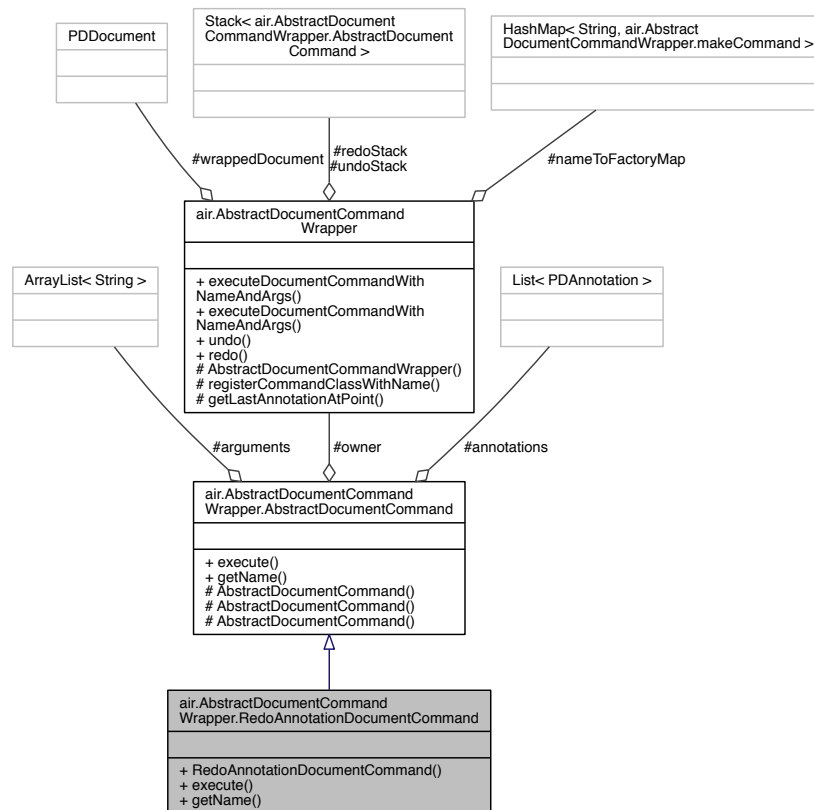 Stack< air.AbstractDocument
CommandWrapper.AbstractDocument
Command >
PDDocument
HashMap< String, air.Abstract
DocumentCommandWrapper.makeCommand >
#wrappedDocument
#redoStack
#undoStack
#nameToFactoryMap
air.AbstractDocumentCommand
Wrapper
+ executeDocumentCommandWith
NameAndArgs()
+ executeDocumentCommandWith
NameAndArgs()
+ undo()
+ redo()
# AbstractDocumentCommandWrapper()
# registerCommandClassWithName()
# getLastAnnotationAtPoint()
ArrayList< String >
List< PDAnnotation >
#arguments
#owner
#annotations
air.AbstractDocumentCommand
Wrapper.AbstractDocumentCommand
+ execute()
+ getName()
# AbstractDocumentCommand()
# AbstractDocumentCommand()
# AbstractDocumentCommand()
air.AbstractDocumentCommand
Wrapper.RedoAnnotationDocumentCommand
+ RedoAnnotationDocumentCommand()
+ execute()
+ getName()